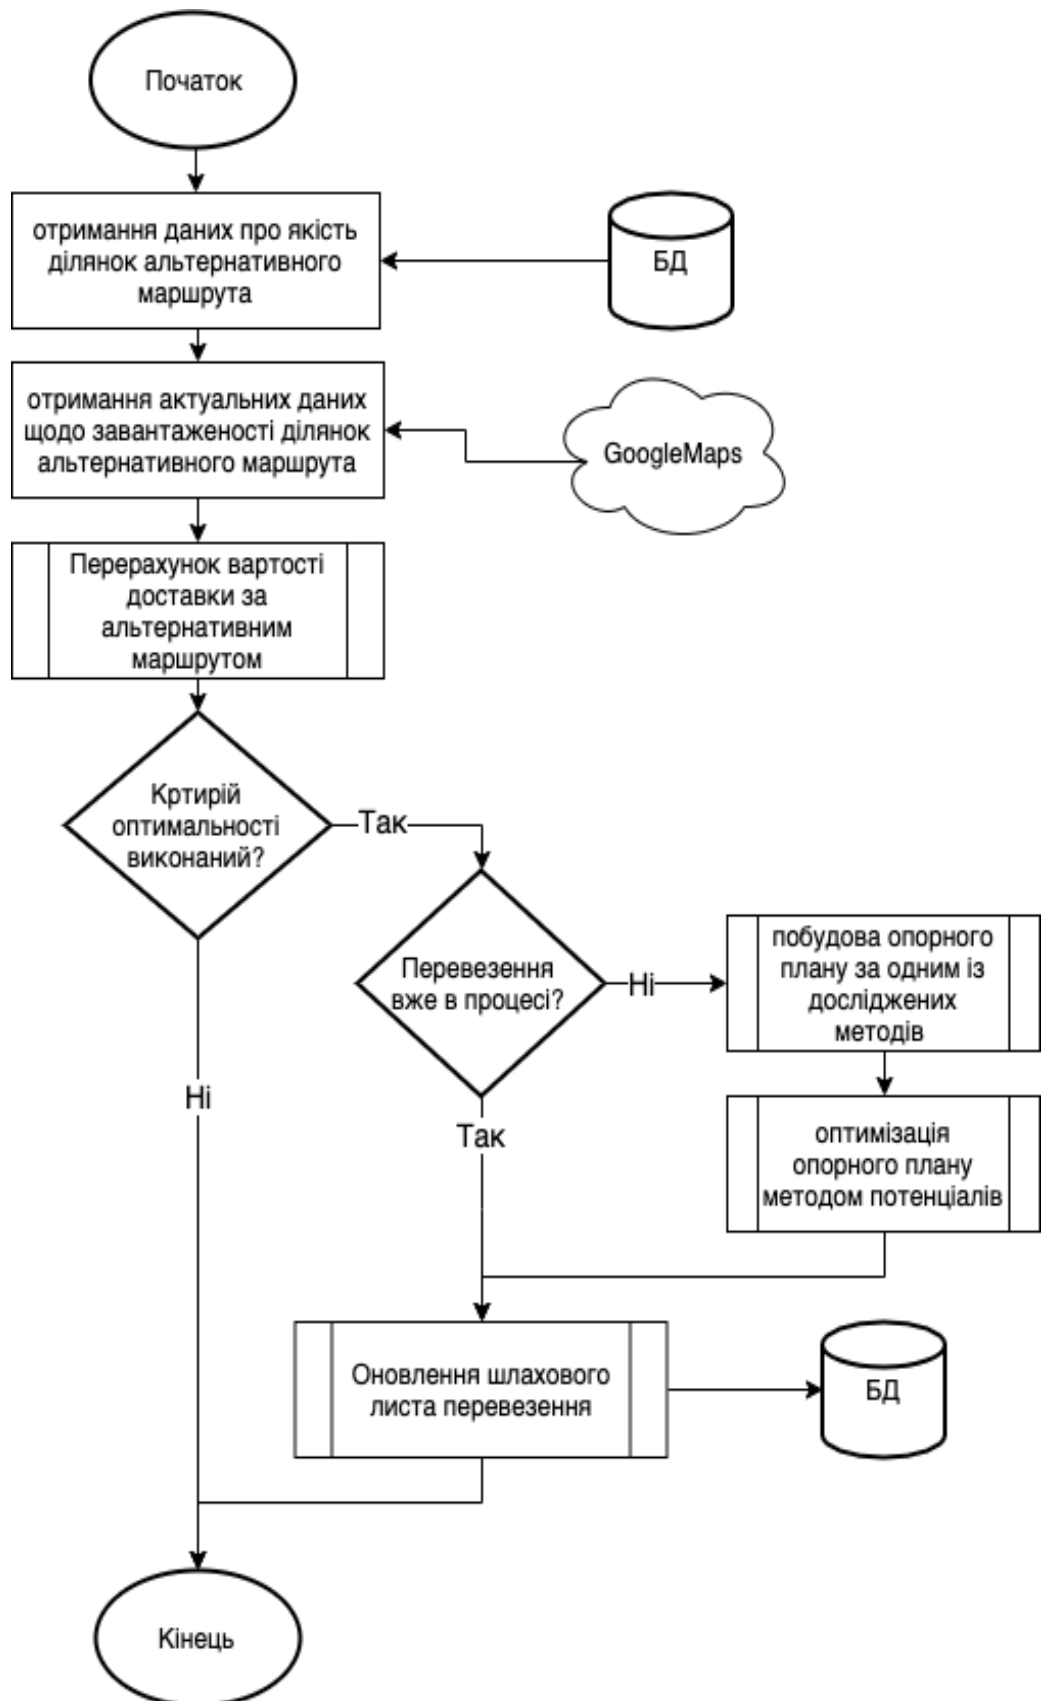 Початок
отримання даних про якість
ділянок альтернативного
маршрута
БД
отримання актуальних даних
щодо завантаженості ділянок
альтернативного маршрута
GoogleMaps
Перерахунок вартості
доставки за
альтернативним
маршрутом
Кртирій
оптимальності
виконаний?
Так
Перевезення
вже в процесі?
Ні
побудова опорного
плану за одним із
досліджених
методів
Ні
Так
оптимізація
опорного плану
методом потенціалів
Оновлення шлахового
листа перевезення
БД
Кінець